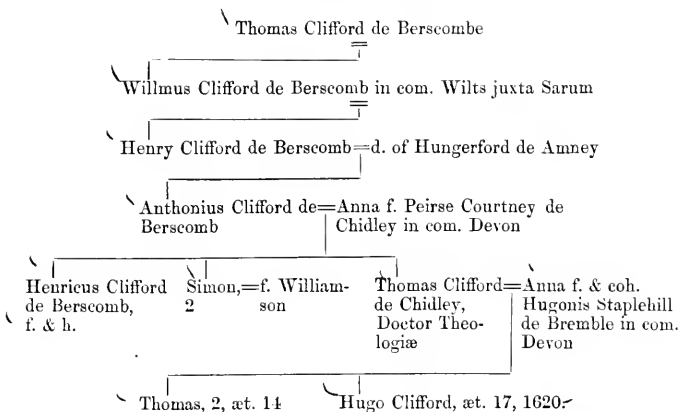 Thomas Clifford de Berscombe
Willmus Clifford de Berscomb in com. Wilts juxta Sarum
Henry Clifford de Berscomb=d. of Hungerford de Amney
Anthonius Clifford de=Anna f. Peirse Courtney de
Berscomb Chidley in com. Devon
Henricus Clifford Simon,=f. William- Thomas Clifford=Anna f. & coh.
de Berscomb, 2 son de Chidley, Hugonis Staplehill
f. & h. Doctor Theo- de Bremble in com.
logiæ Devon
Thomas, 2, æt. 14 Hugo Clifford, æt. 17, 1620.